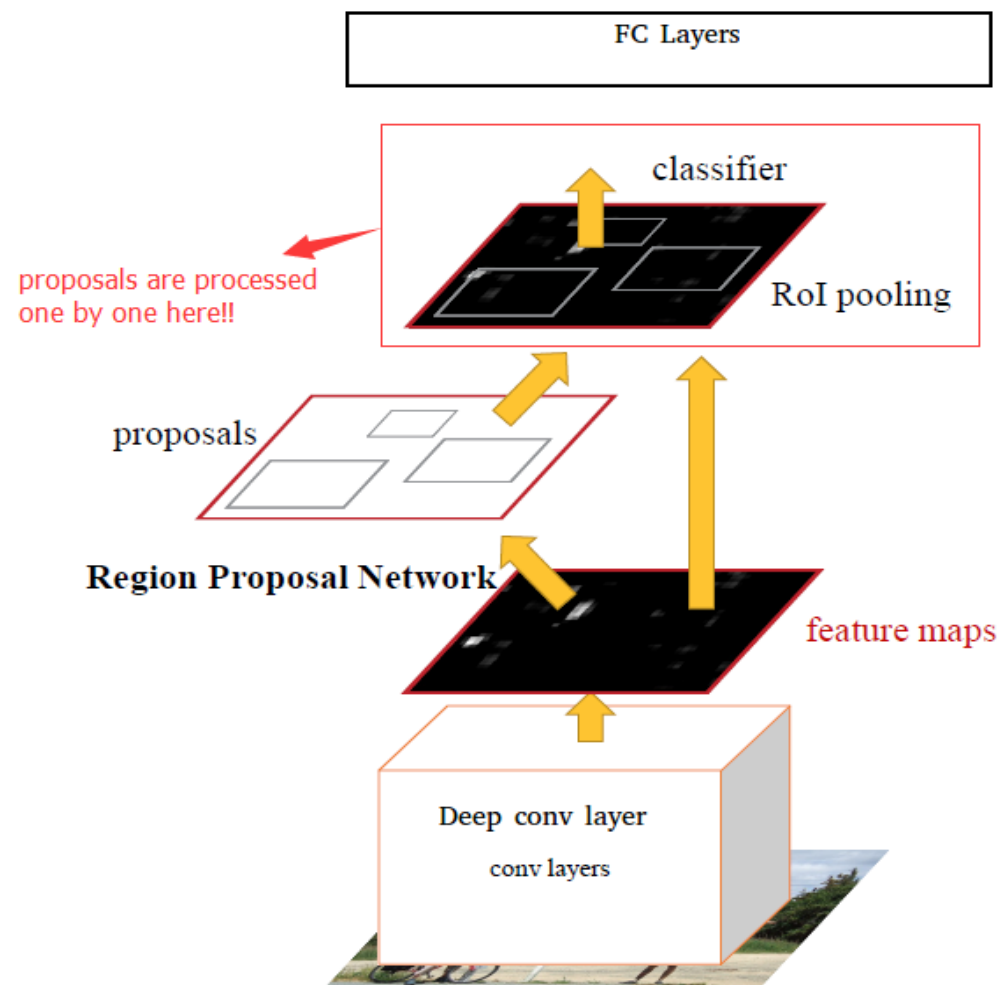 FC Layers
classifier
proposals are processed
one by one here!!
RoI pooling
proposals
Region Proposal Network
feature maps
Deep conv layer
conv layers